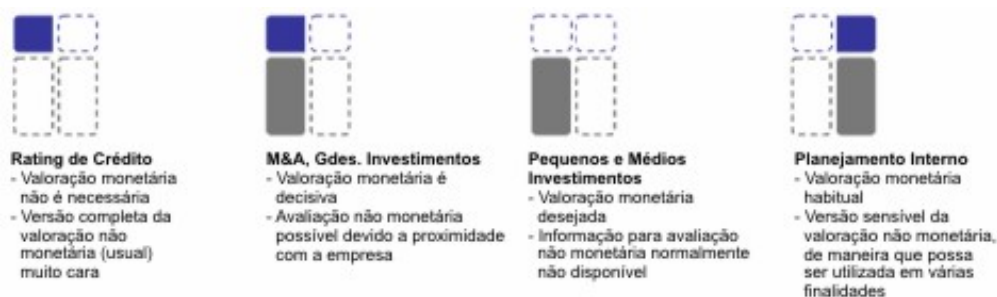 Rating de Crédito
- Valoração monetária
não é necessária
- Versão completa da
valoração não
monetária (usual)
muito cara
M&A, Gdes. Investimentos
- Valoração monetária é
decisiva
- Avaliação não monetária
possível devido a proximidade
com a empresa
Pequenos e Médios
Investimentos
- Valoração monetária
desejada
- Informação para avaliação
não monetária normalmente
não disponível
Planejamento Interno
- Valoração monetária
habitual
- Versão sensível da
valoração não monetária,
de maneira que possa
ser utilizada em várias
finalidades